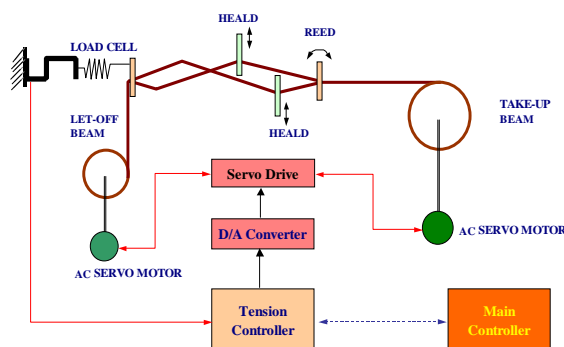 HEALD
REED
LOAD CELL
LET-OFF
BEAM
TAKE-UP
BEAM
HEALD
Servo Drive
D/A Converter
AC SERVO MOTOR
AC SERVO MOTOR
Tension
Controller
Main
Controller